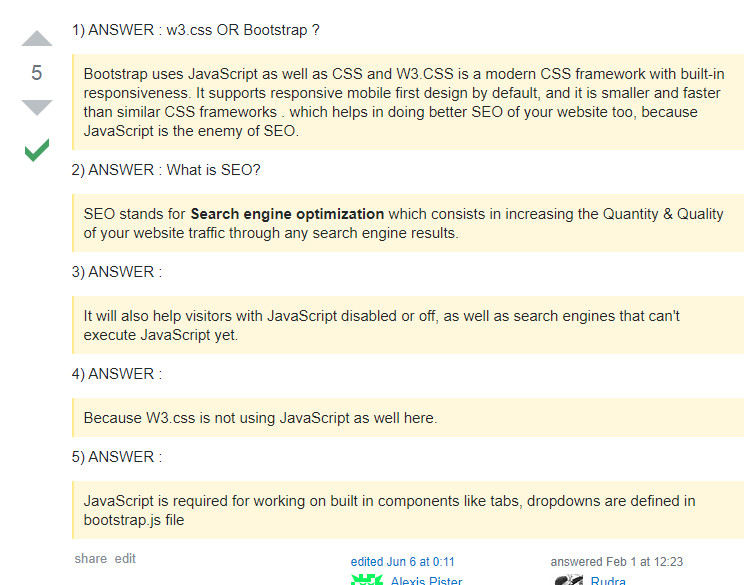 1) ANSWER : w3.css OR Bootstrap ?
5
Bootstrap uses JavaScript as well as CSS and W3.CSS is a modern CSS framework with built-in
responsiveness. It supports responsive mobile first design by default, and it is smaller and faster
than similar CSS frameworks . which helps in doing better SEO of your website too, because
JavaScript is the enemy of SEO.
2) ANSWER : What is SEO?
SEO stands for Search engine optimization which consists in increasing the Quantity & Quality
of your website traffic through any search engine results.
3) ANSWER :
It will also help visitors with JavaScript disabled or off, as well as search engines that can't
execute JavaScript yet.
4) ANSWER :
Because W3.css is not using JavaScript as well here.
5) ANSWER :
JavaScript is required for working on built in components like tabs, dropdowns are defined in
bootstrap.js file
share edit
edited Jun 6 at 0:11
answered Feb 1 at 12:23
Alexis Pister
Rudra